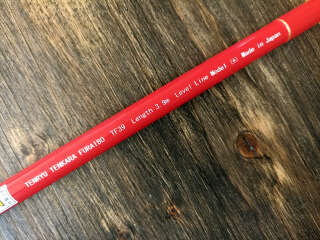 TENRYU TENKARA FURAIBO TF39 Length 3.9m Level Line Model (*) Made in Japan